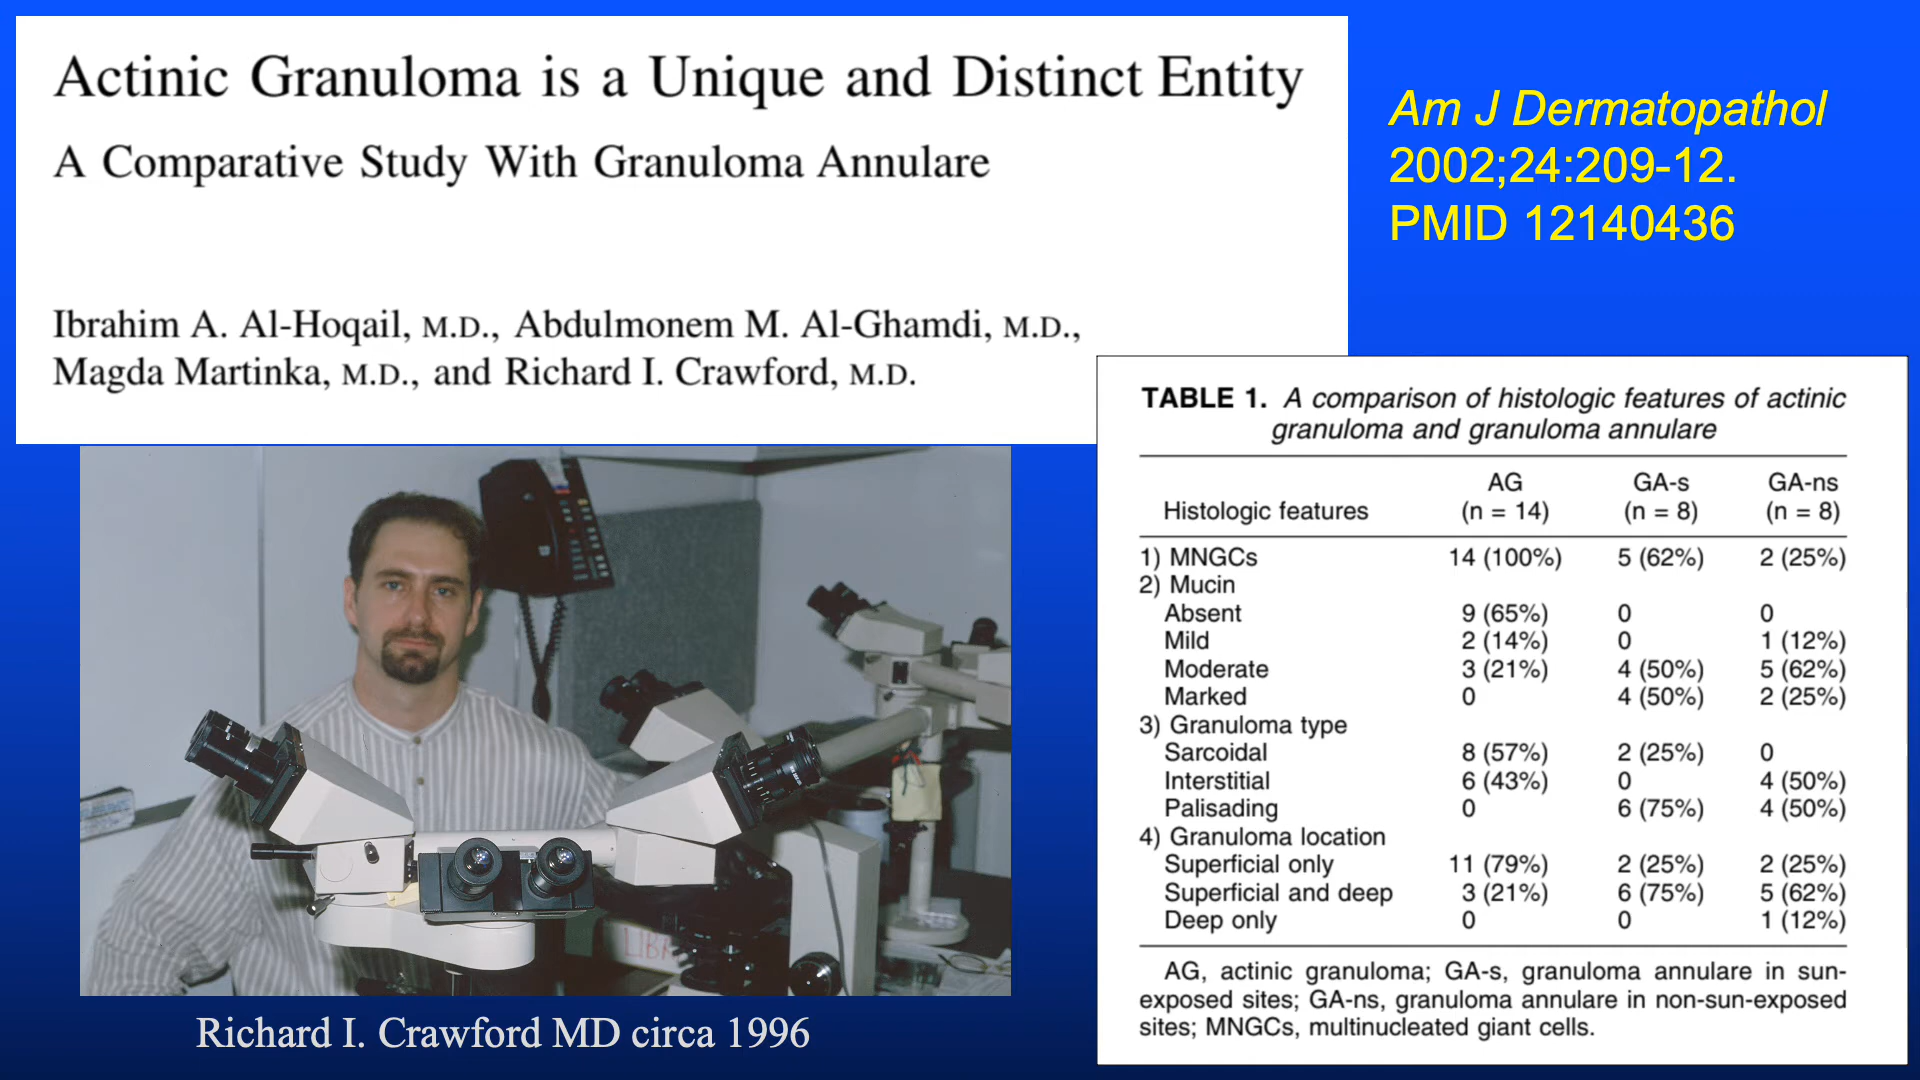 Actinic Granuloma is a Unique and Distinct Entity
A Comparative Study With Granuloma Annulare
Ibrahim A. Al-Hoqail, M.D., Abdulmonem M. Al-Ghamdi, M.D.,
Magda Martinka, M.D., and Richard I. Crawford, M.D.
Am J Dermatopathol
2002;24:209-12.
PMID 12140436
TABLE 1. A comparison of histologic features of actinic
granuloma and granuloma annulare
AG GA-s GA-ns
Histologic features (n = 14) (n = 8) (n = 8)
1) MNGCs 14 (100%) 5 (62%) 2 (25%)
2) Mucin
Absent 9 (65%) 0 0
Mild 2 (14%) 0 1 (12%)
Moderate 3 (21%) 4 (50%) 5 (62%)
Marked 0 4 (50%) 2 (25%)
3) Granuloma type
Sarcoidal 8 (57%) 2 (25%) 0
Interstitial 6 (43%) 0 4 (50%)
Palisading 0 6 (75%) 4 (50%)
4) Granuloma location
Superficial only 11 (79%) 2 (25%) 2 (25%)
Superficial and deep 3 (21%) 6 (75%) 5 (62%)
Deep only 0 0 1 (12%)
AG, actinic granuloma; GA-s, granuloma annulare in sun-
exposed sites; GA-ns, granuloma annulare in non-sun-exposed
sites; MNGCs, multinucleated giant cells.
Richard I. Crawford MD circa 1996